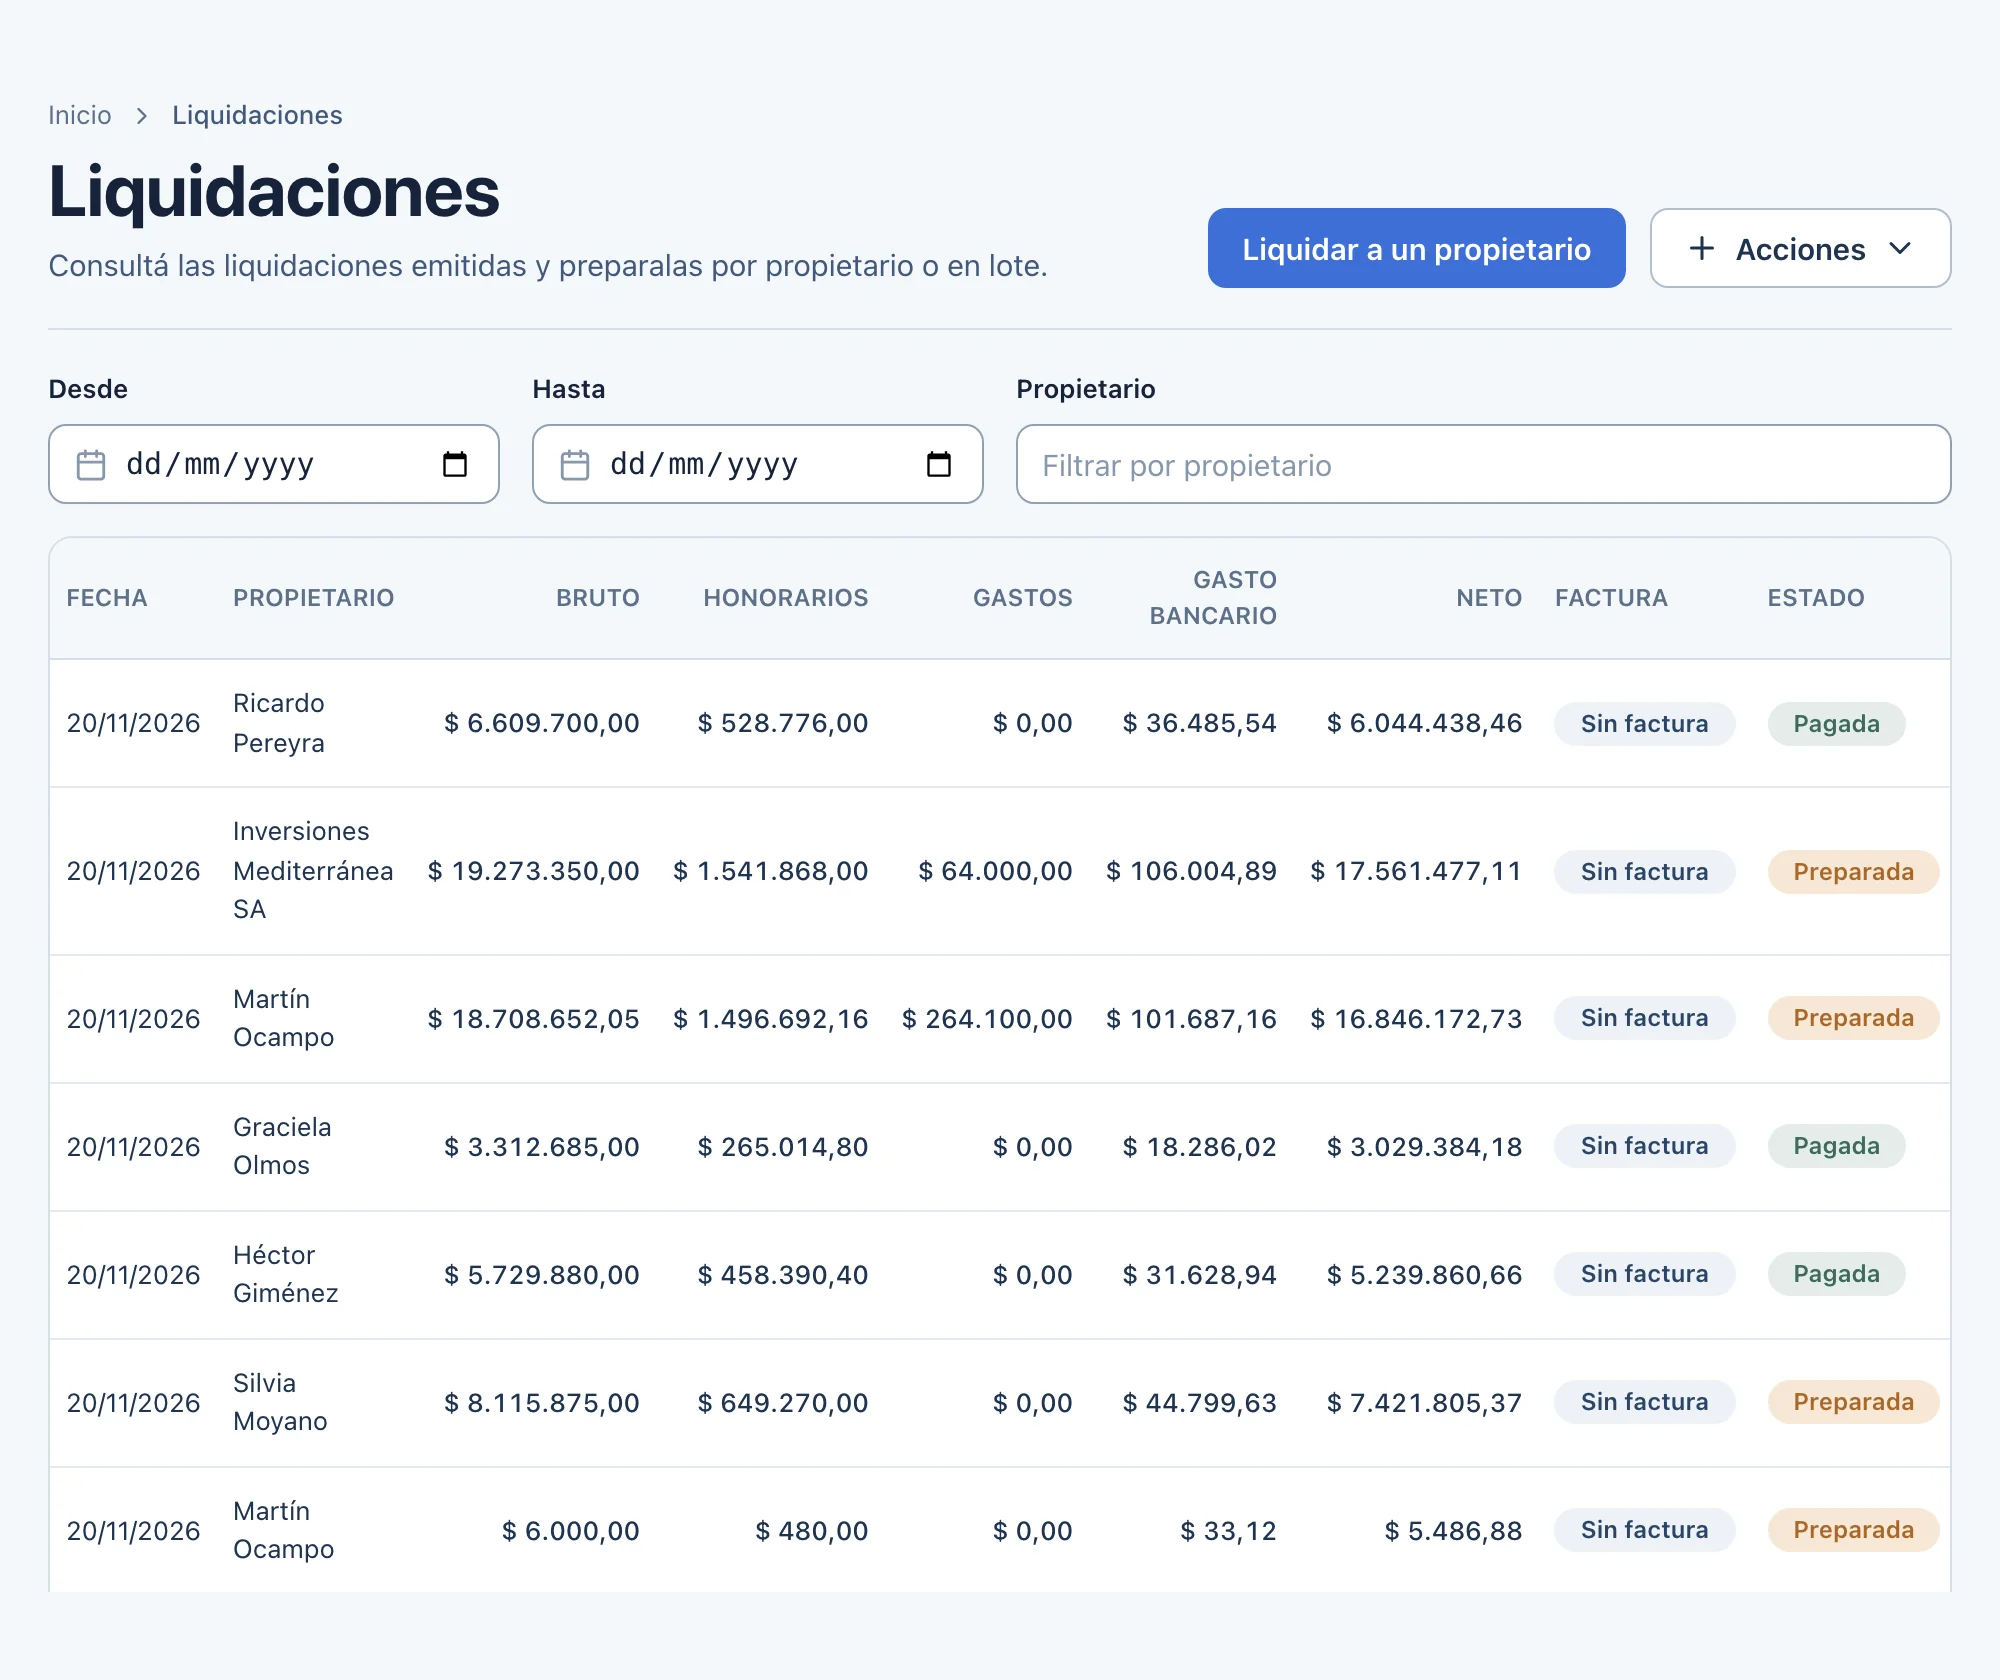 Inicio > Liquidaciones
Liquidaciones
Consultá las liquidaciones emitidas y preparalas por propietario o en lote.
Liquidar a un propietario
+ Acciones
Desde
Hasta
Propietario
dd/mm/yyyy
dd/mm/yyyy
Filtrar por propietario
FECHA PROPIETARIO BRUTO HONORARIOS GASTOS GASTO BANCARIO NETO FACTURA ESTADO
20/11/2026 Ricardo Pereyra $ 6.609.700,00 $ 528.776,00 $ 0,00 $ 36.485,54 $ 6.044.438,46 Sin factura Pagada
20/11/2026 Inversiones Mediterránea SA $ 19.273.350,00 $ 1.541.868,00 $ 64.000,00 $ 106.004,89 $ 17.561.477,11 Sin factura Preparada
20/11/2026 Martín Ocampo $ 18.708.652,05 $ 1.496.692,16 $ 264.100,00 $ 101.687,16 $ 16.846.172,73 Sin factura Preparada
20/11/2026 Graciela Olmos $ 3.312.685,00 $ 265.014,80 $ 0,00 $ 18.286,02 $ 3.029.384,18 Sin factura Pagada
20/11/2026 Héctor Giménez $ 5.729.880,00 $ 458.390,40 $ 0,00 $ 31.628,94 $ 5.239.860,66 Sin factura Pagada
20/11/2026 Silvia Moyano $ 8.115.875,00 $ 649.270,00 $ 0,00 $ 44.799,63 $ 7.421.805,37 Sin factura Preparada
20/11/2026 Martín Ocampo $ 6.000,00 $ 480,00 $ 0,00 $ 33,12 $ 5.486,88 Sin factura Preparada